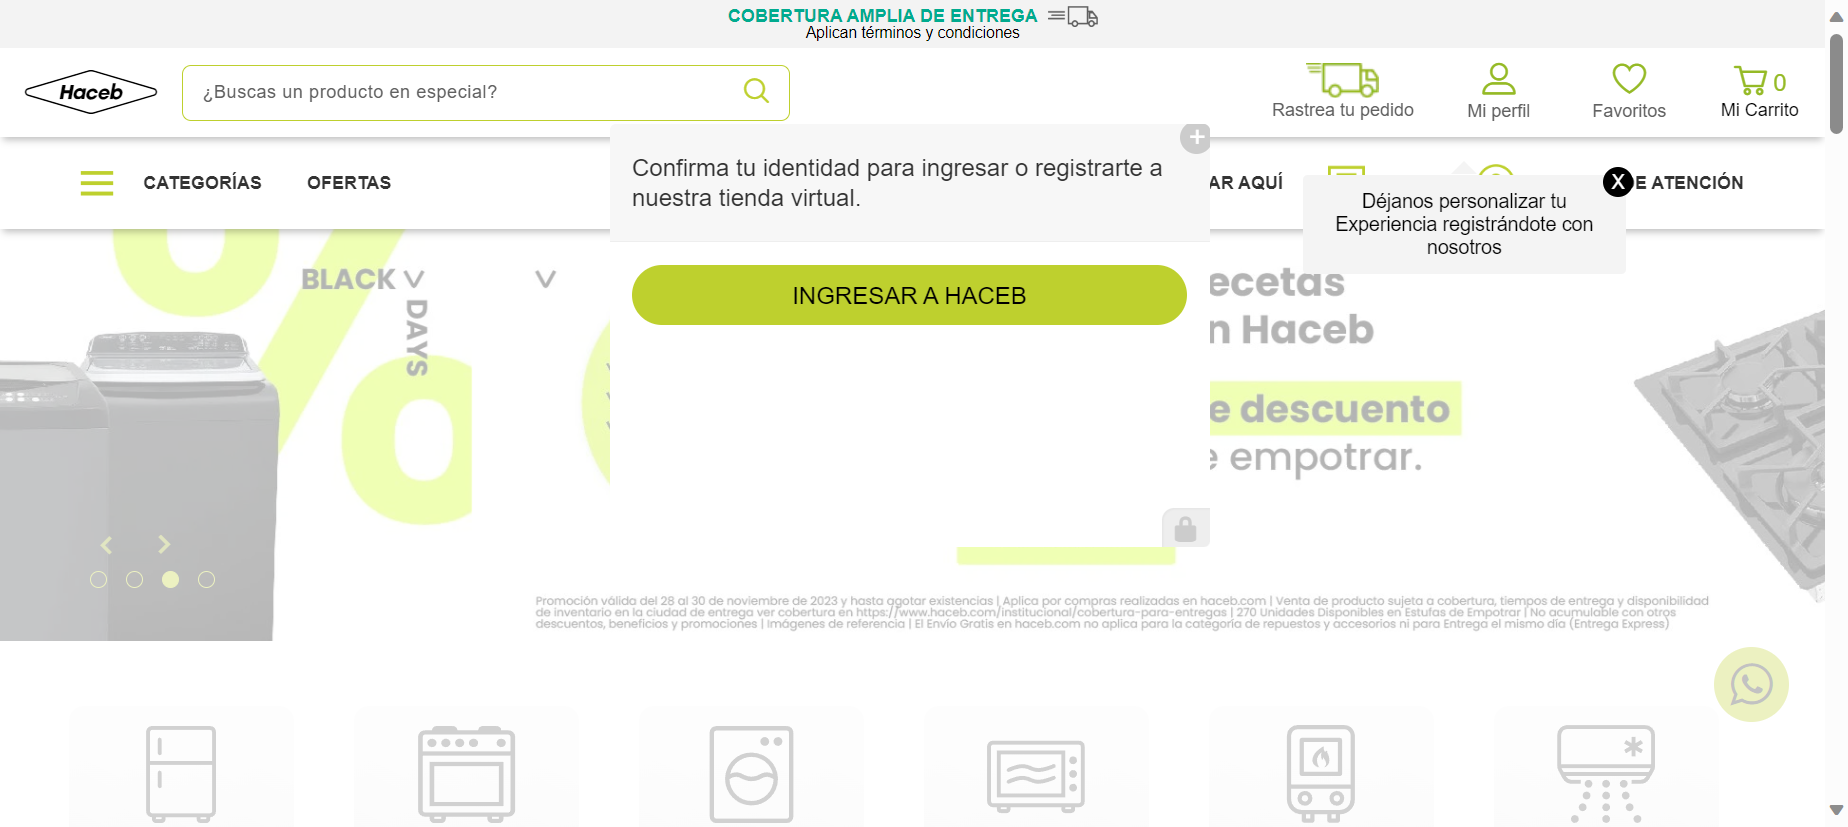 COBERTURA AMPLIA DE ENTREGA
Aplican términos y condiciones
Haceb
¿Buscas un producto en especial?
Rastrea tu pedido
Mi perfil
Favoritos
0
Mi Carrito
CATEGORÍAS
OFERTAS
AR AQUÍ
E ATENCIÓN
X
Déjanos personalizar tu
Experiencia registrándote con
nosotros
Confirma tu identidad para ingresar o registrarte a
nuestra tienda virtual.
INGRESAR A HACEB
%
BLACK
DAYS
ecetas
n Haceb
e descuento
e empotrar.
Promoción válida del 28 al 30 de noviembre de 2023 y hasta agotar existencias | Aplica por compras realizadas en haceb.com | Venta de producto sujeta a cobertura, tiempos de entrega y disponibilidad
de inventario en la ciudad de entrega ver cobertura en https://www.haceb.com/institucional/cobertura-para-entregas | 270 Unidades Disponibles en Estufas de Empotrar | No acumulable con otros
descuentos, beneficios y promociones | Imágenes de referencia | El Envío Gratis en haceb.com no aplica para la categoría de repuestos y accesorios ni para Entrega el mismo día (Entrega Express)